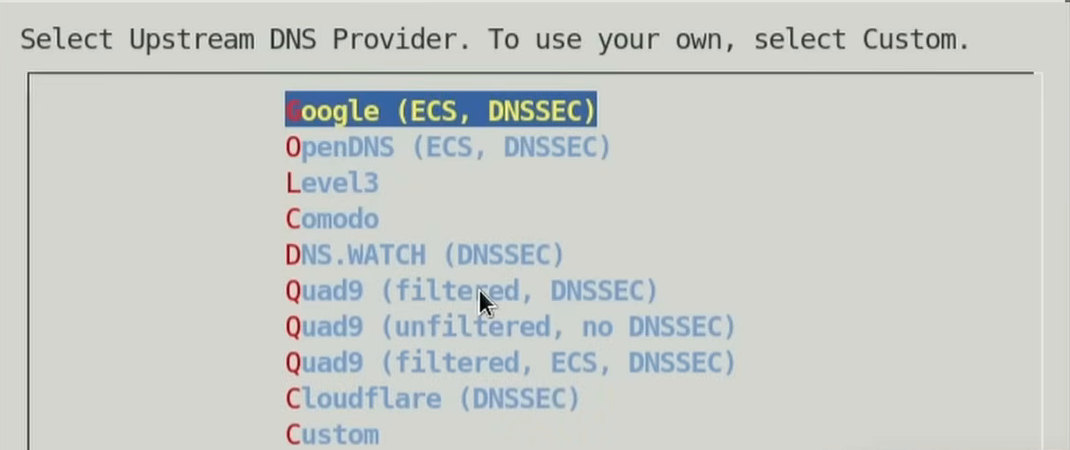 Select Upstream DNS Provider. To use your own, select Custom.
Google (ECS, DNSSEC)
OpenDNS (ECS, DNSSEC)
Level3
Comodo
DNS.WATCH (DNSSEC)
Quad9 (filtered, DNSSEC)
Quad9 (unfiltered, no DNSSEC)
Quad9 (filtered, ECS, DNSSEC)
Cloudflare (DNSSEC)
Custom